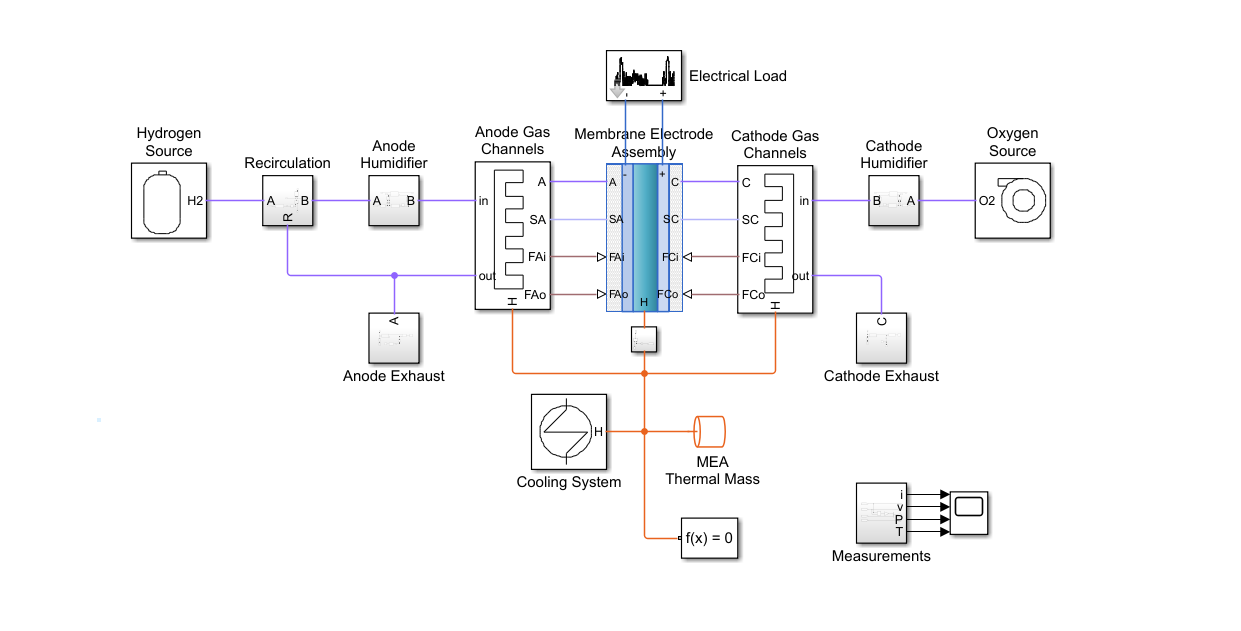 Electrical Load
-
+
Hydrogen
Source
H2
Recirculation
A
B
R
Anode
Humidifier
A
B
Anode Gas
Channels
in
out
A
SA
FAi
FAo
H
Membrane Electrode
Assembly
-
+
A
SA
FAi
FAo
C
SC
FCi
FCo
H
Cathode Gas
Channels
C
SC
FCi
FCo
in
out
H
Cathode
Humidifier
B
A
Oxygen
Source
O2
A
Anode Exhaust
C
Cathode Exhaust
H
Cooling System
MEA
Thermal Mass
f(x) = 0
i
v
P
T
Measurements